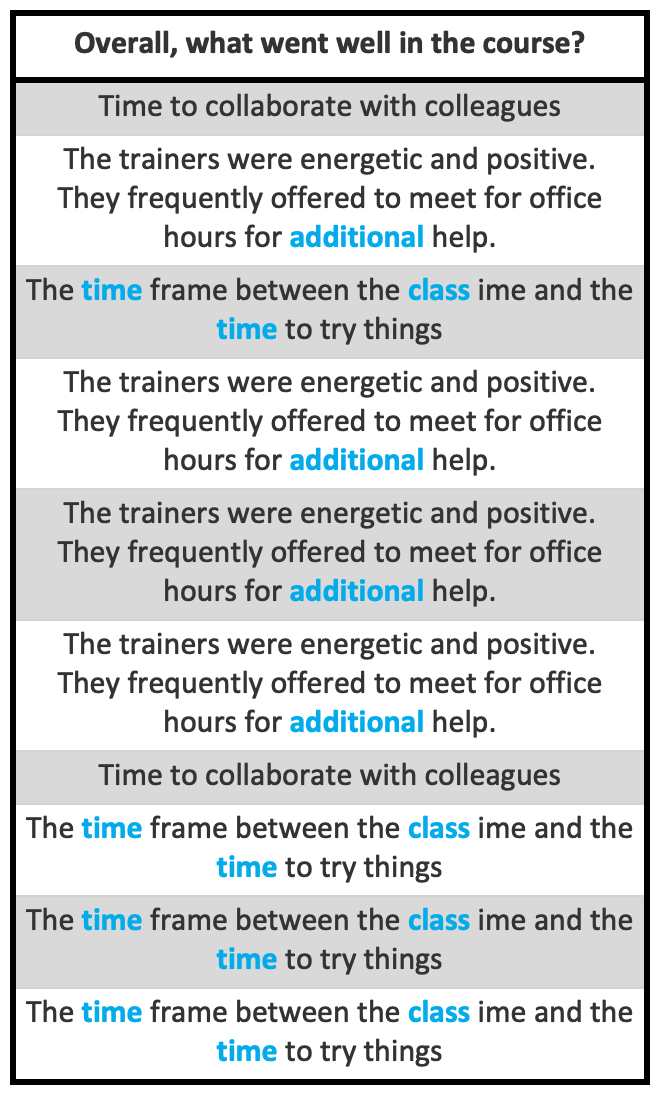 Overall, what went well in the course?
Time to collaborate with colleagues
The trainers were energetic and positive.
They frequently offered to meet for office
hours for additional help.
The time frame between the class ime and the
time to try things
The trainers were energetic and positive.
They frequently offered to meet for office
hours for additional help.
The trainers were energetic and positive.
They frequently offered to meet for office
hours for additional help.
The trainers were energetic and positive.
They frequently offered to meet for office
hours for additional help.
Time to collaborate with colleagues
The time frame between the class ime and the
time to try things
The time frame between the class ime and the
time to try things
The time frame between the class ime and the
time to try things